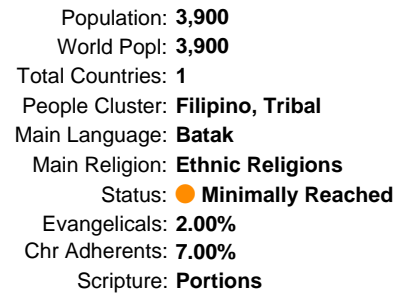 Population: 3,900
World Popl: 3,900
Total Countries: 1
People Cluster: Filipino, Tribal
Main Language: Batak
Main Religion: Ethnic Religions
Status: Minimally Reached
Evangelicals: 2.00%
Chr Adherents: 7.00%
Scripture: Portions